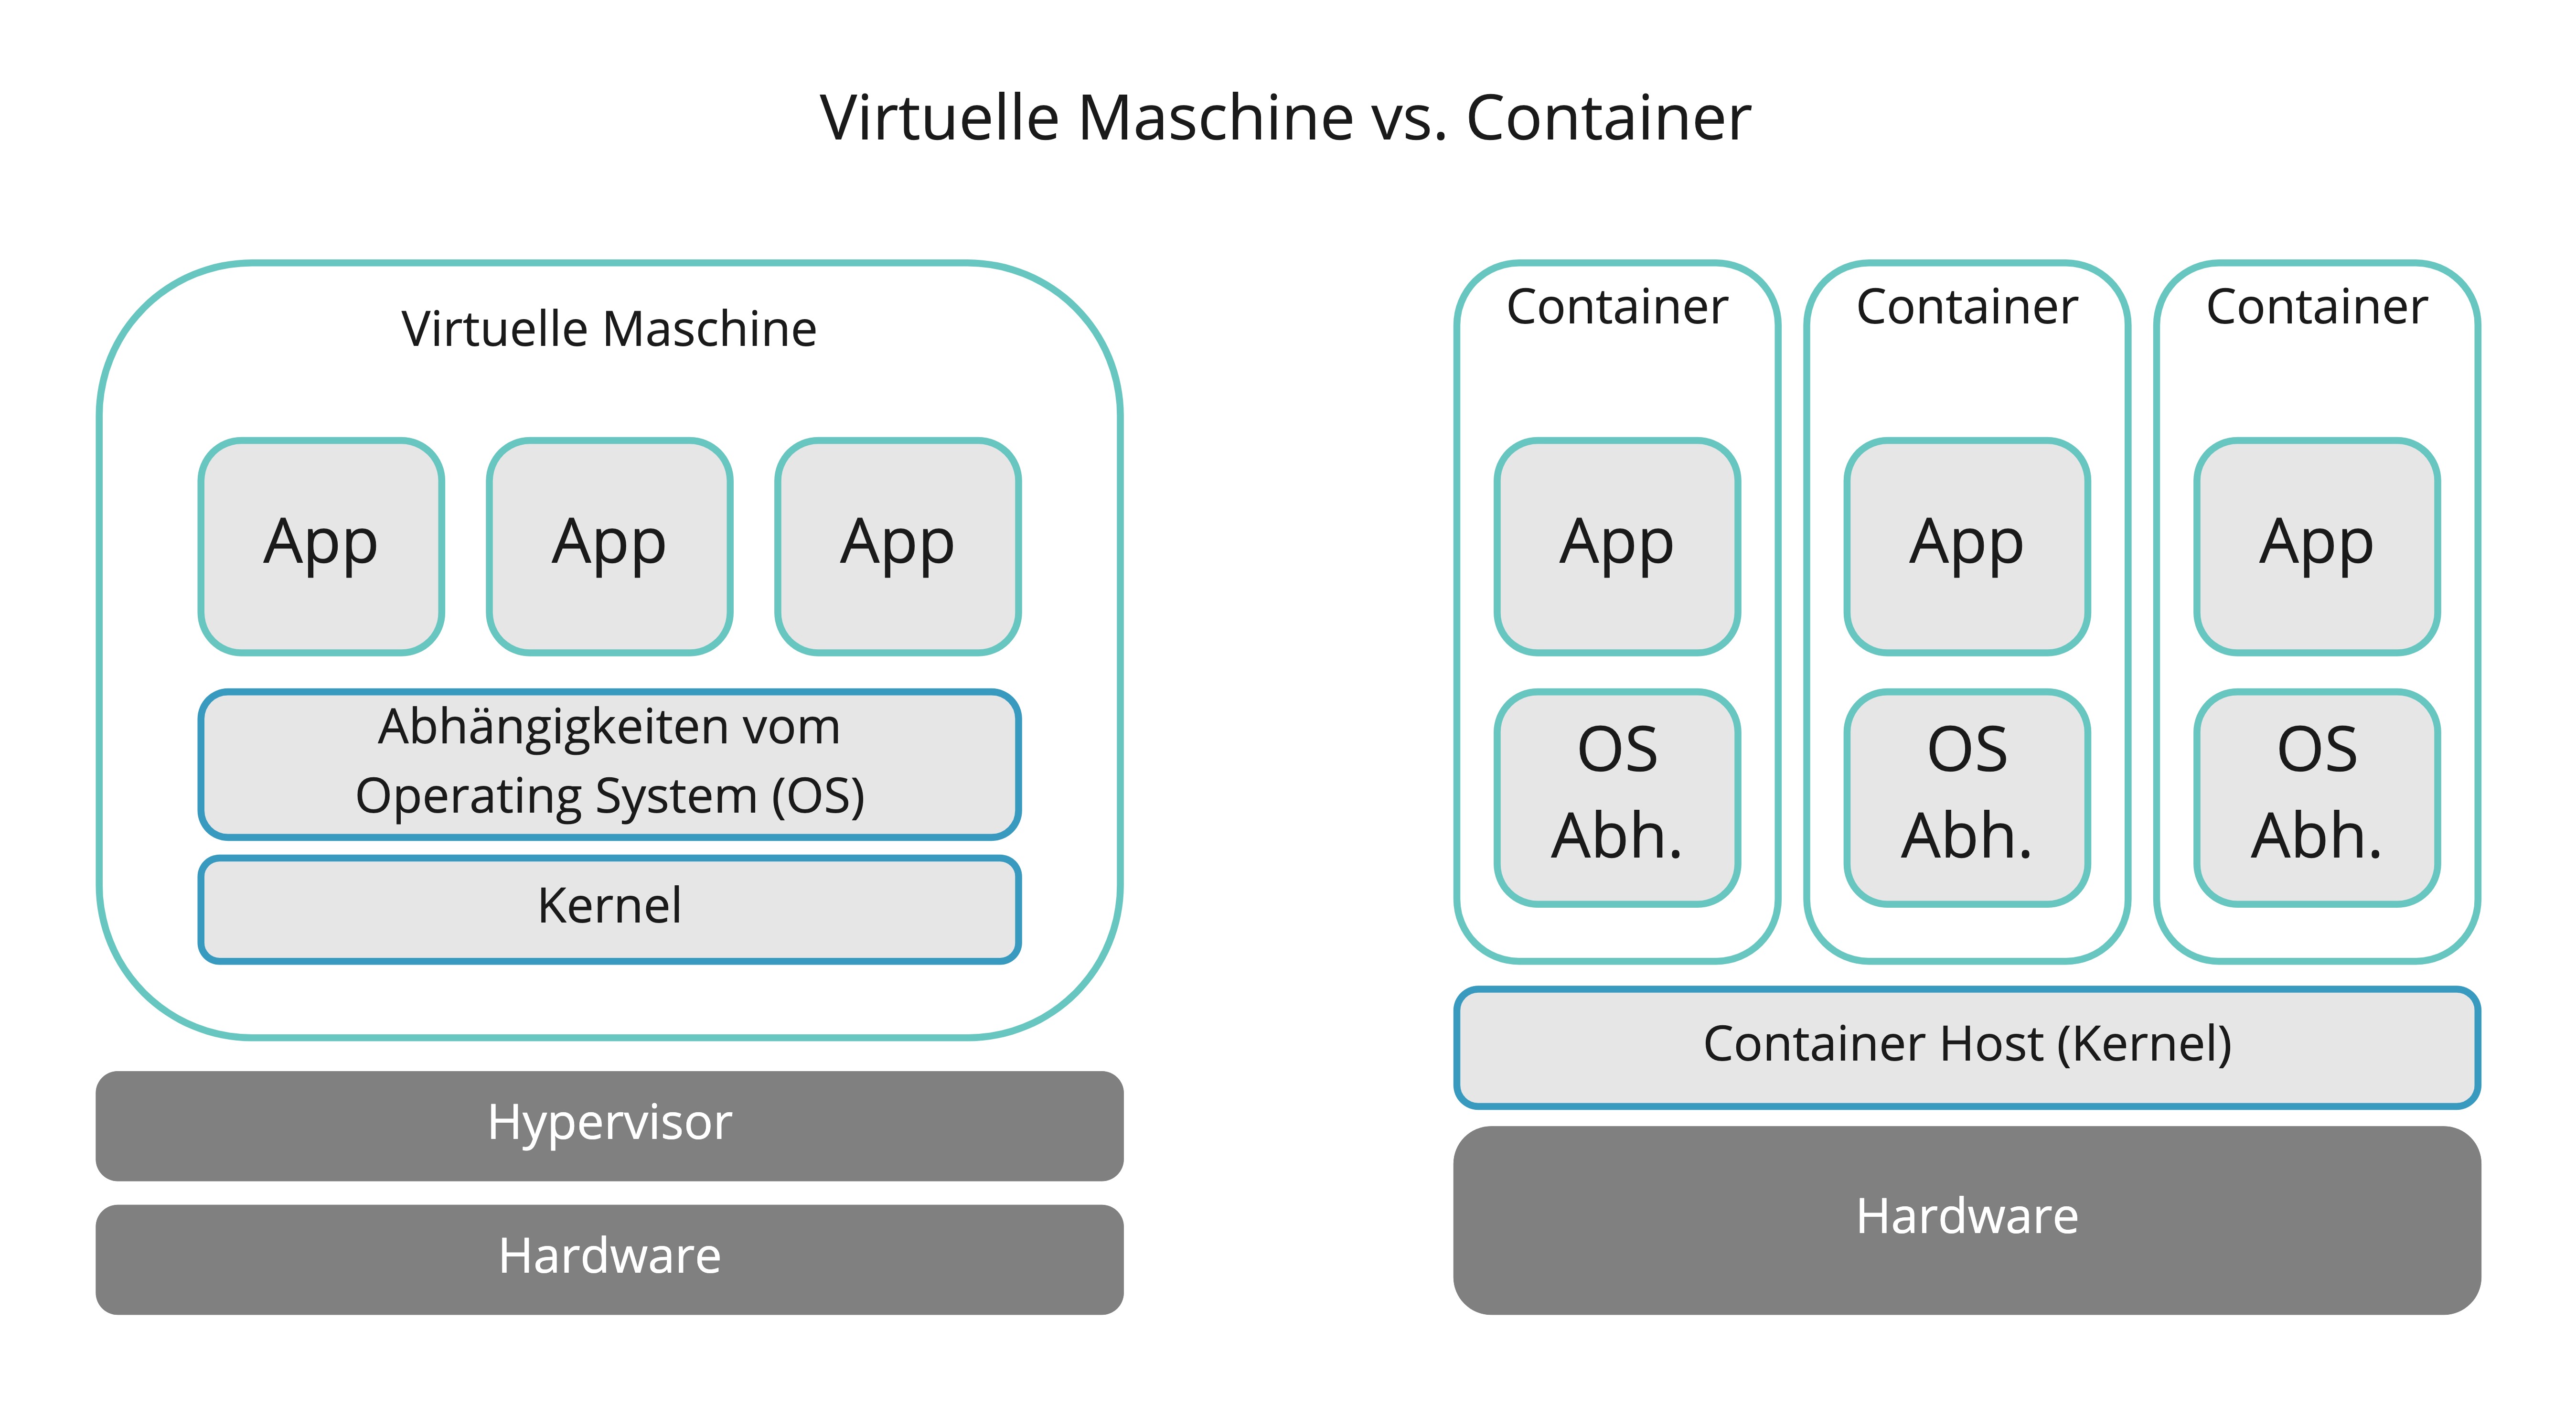 Virtuelle Maschine vs. Container
Virtuelle Maschine
App
App
App
Abhängigkeiten vom
Operating System (OS)
Kernel
Hypervisor
Hardware
Container
Container
Container
App
App
App
OS
Abh.
OS
Abh.
OS
Abh.
Container Host (Kernel)
Hardware